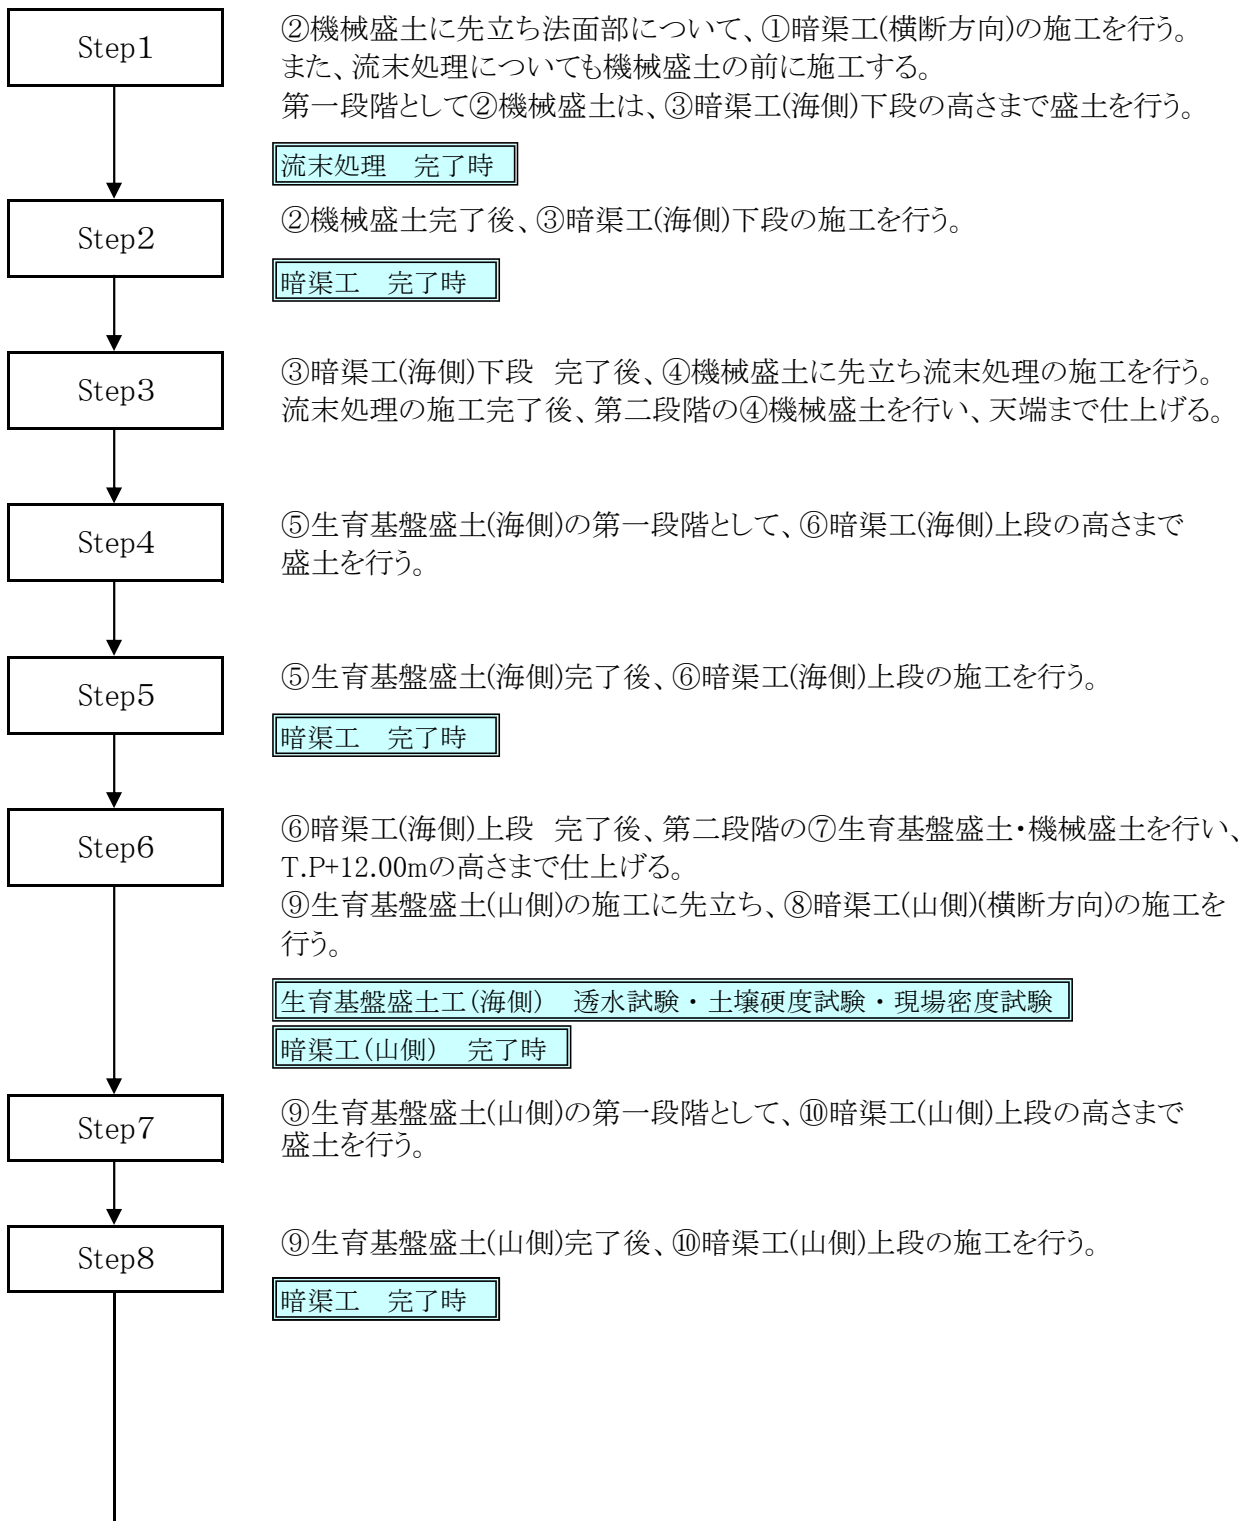 Step1
②機械盛土に先立ち法面部について、①暗渠工(横断方向)の施工を行う。
また、流末処理についても機械盛土の前に施工する。
第一段階として②機械盛土は、③暗渠工(海側)下段の高さまで盛土を行う。
流末処理　完了時
Step2
②機械盛土完了後、③暗渠工(海側)下段の施工を行う。
暗渠工　完了時
Step3
③暗渠工(海側)下段 完了後、④機械盛土に先立ち流末処理の施工を行う。
流末処理の施工完了後、第二段階の④機械盛土を行い、天端まで仕上げる。
Step4
⑤生育基盤盛土(海側)の第一段階として、⑥暗渠工(海側)上段の高さまで
盛土を行う。
Step5
⑤生育基盤盛土(海側)完了後、⑥暗渠工(海側)上段の施工を行う。
暗渠工　完了時
Step6
⑥暗渠工(海側)上段 完了後、第二段階の⑦生育基盤盛土・機械盛土を行い、
T.P+12.00mの高さまで仕上げる。
⑨生育基盤盛土(山側)の施工に先立ち、⑧暗渠工(山側)(横断方向)の施工を
行う。
生育基盤盛土工(海側)　透水試験・土壌硬度試験・現場密度試験
暗渠工(山側)　完了時
Step7
⑨生育基盤盛土(山側)の第一段階として、⑩暗渠工(山側)上段の高さまで
盛土を行う。
Step8
⑨生育基盤盛土(山側)完了後、⑩暗渠工(山側)上段の施工を行う。
暗渠工　完了時